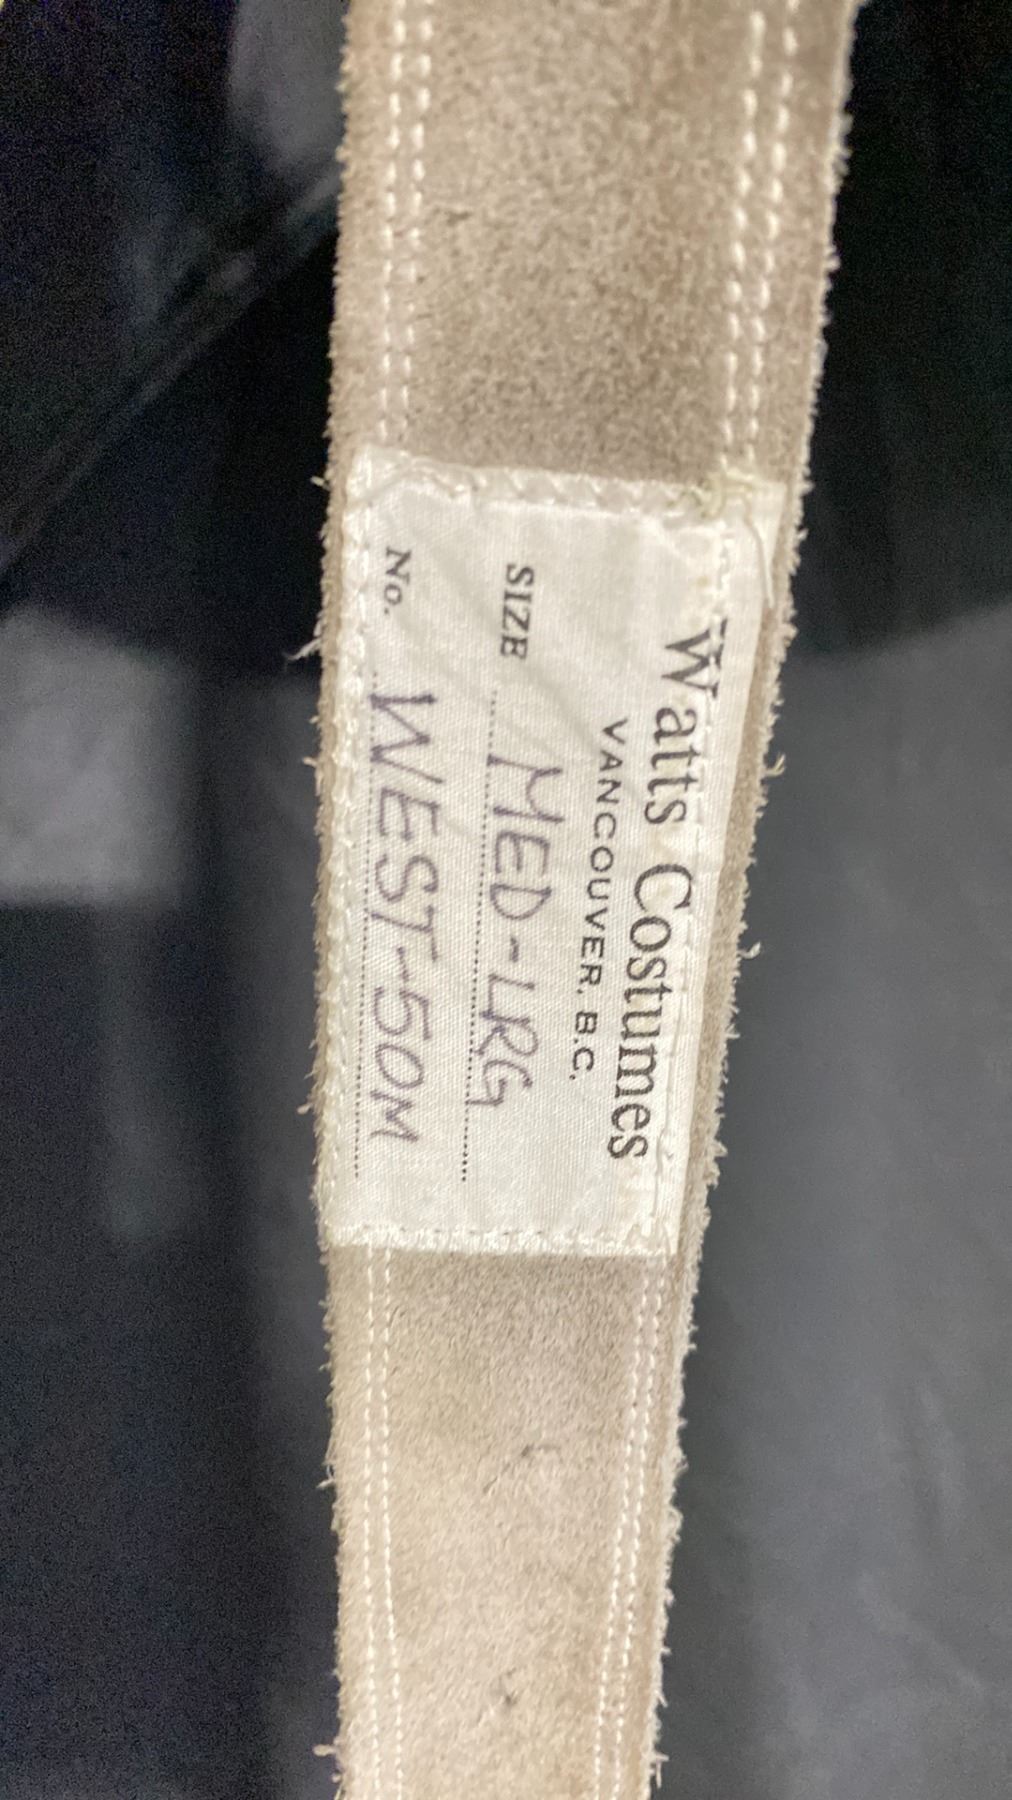 Watts Costumes
VANCOUVER, B.C.
SIZE MED-LRG
No. WEST-50M